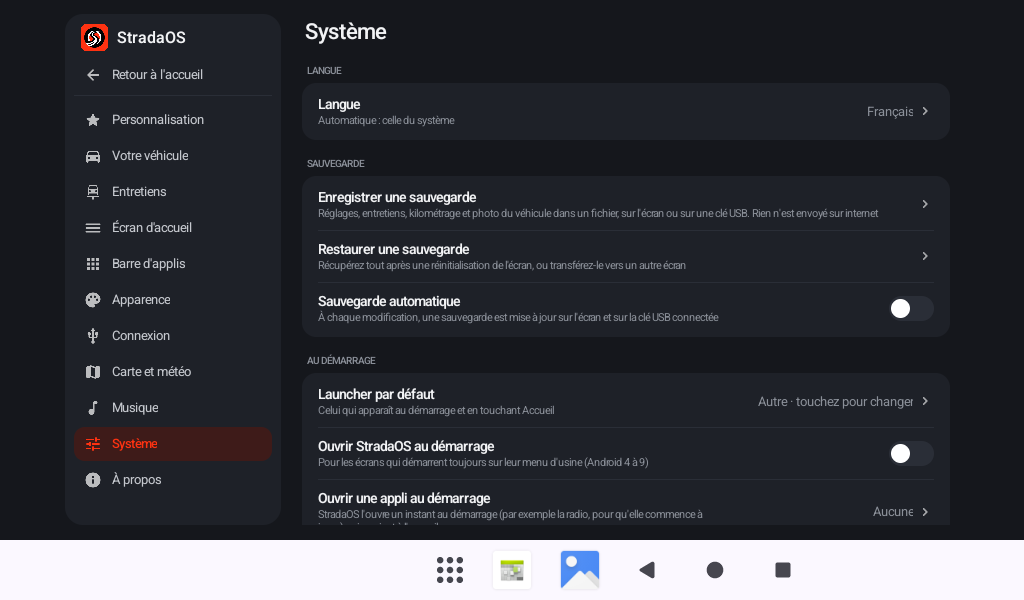 StradaOS
Retour à l'accueil
Personnalisation
Votre véhicule
Entretiens
Écran d'accueil
Barre d'applis
Apparence
Connexion
Carte et météo
Musique
Système
À propos
Système
LANGUE
Langue
Automatique : celle du système
Français
SAUVEGARDE
Enregistrer une sauvegarde
Réglages, entretiens, kilométrage et photo du véhicule dans un fichier, sur l'écran ou sur une clé USB. Rien n'est envoyé sur internet
Restaurer une sauvegarde
Récupérez tout après une réinitialisation de l'écran, ou transférez-le vers un autre écran
Sauvegarde automatique
À chaque modification, une sauvegarde est mise à jour sur l'écran et sur la clé USB connectée
AU DÉMARRAGE
Launcher par défaut
Celui qui apparaît au démarrage et en touchant Accueil
Autre · touchez pour changer
Ouvrir StradaOS au démarrage
Pour les écrans qui démarrent toujours sur leur menu d'usine (Android 4 à 9)
Ouvrir une appli au démarrage
StradaOS l'ouvre un instant au démarrage (par exemple la radio, pour qu'elle commence à
Aucune